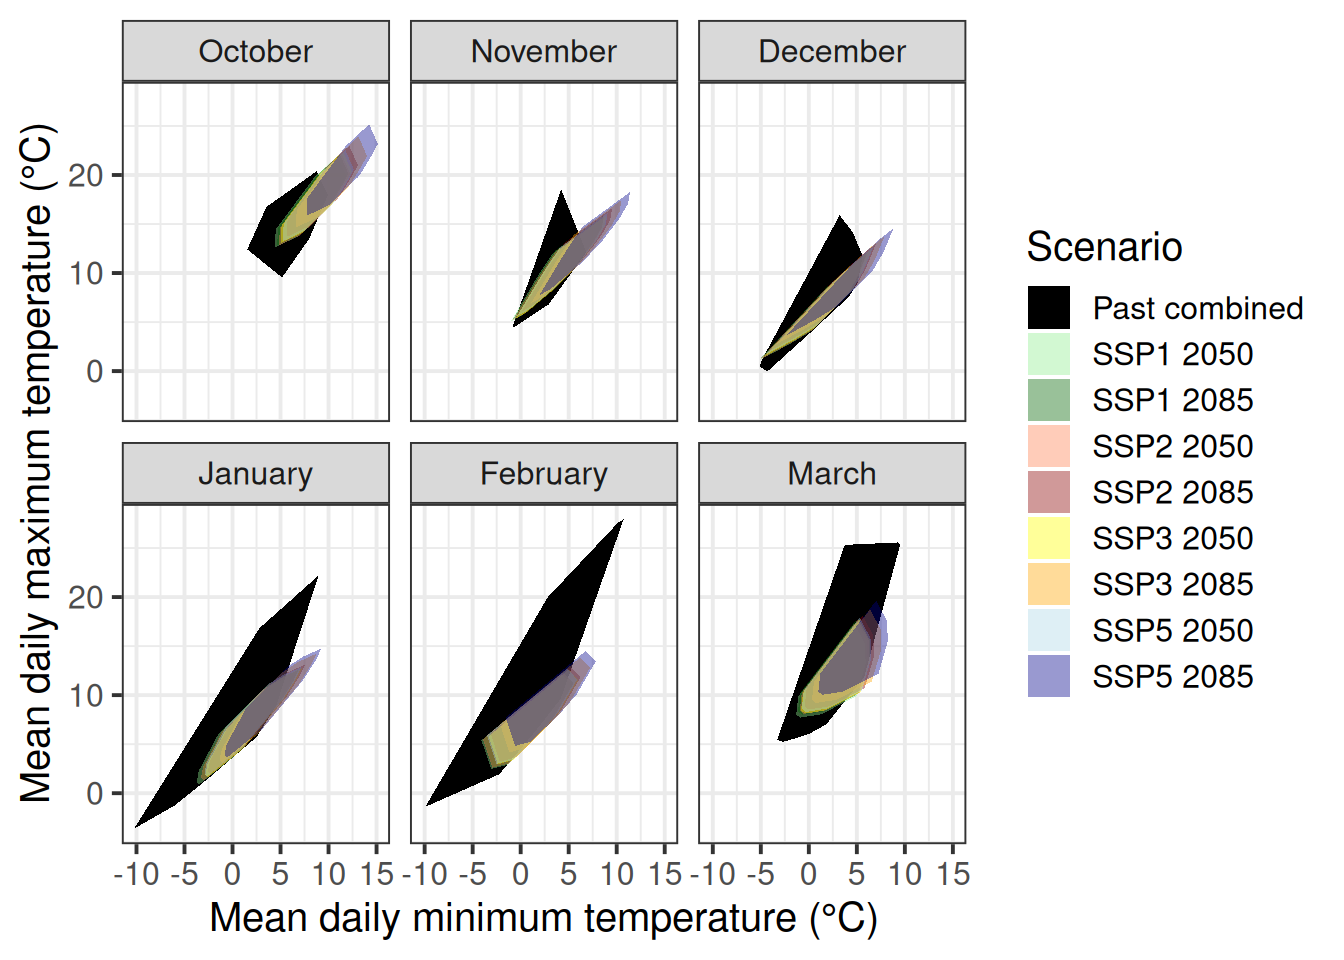 October November December
Mean daily maximum temperature (°C)
20
10
0
January February March
20
10
0
-10 -5 0 5 10 15 -10 -5 0 5 10 15 -10 -5 0 5 10 15
Mean daily minimum temperature (°C)
Scenario
Past combined
SSP1 2050
SSP1 2085
SSP2 2050
SSP2 2085
SSP3 2050
SSP3 2085
SSP5 2050
SSP5 2085